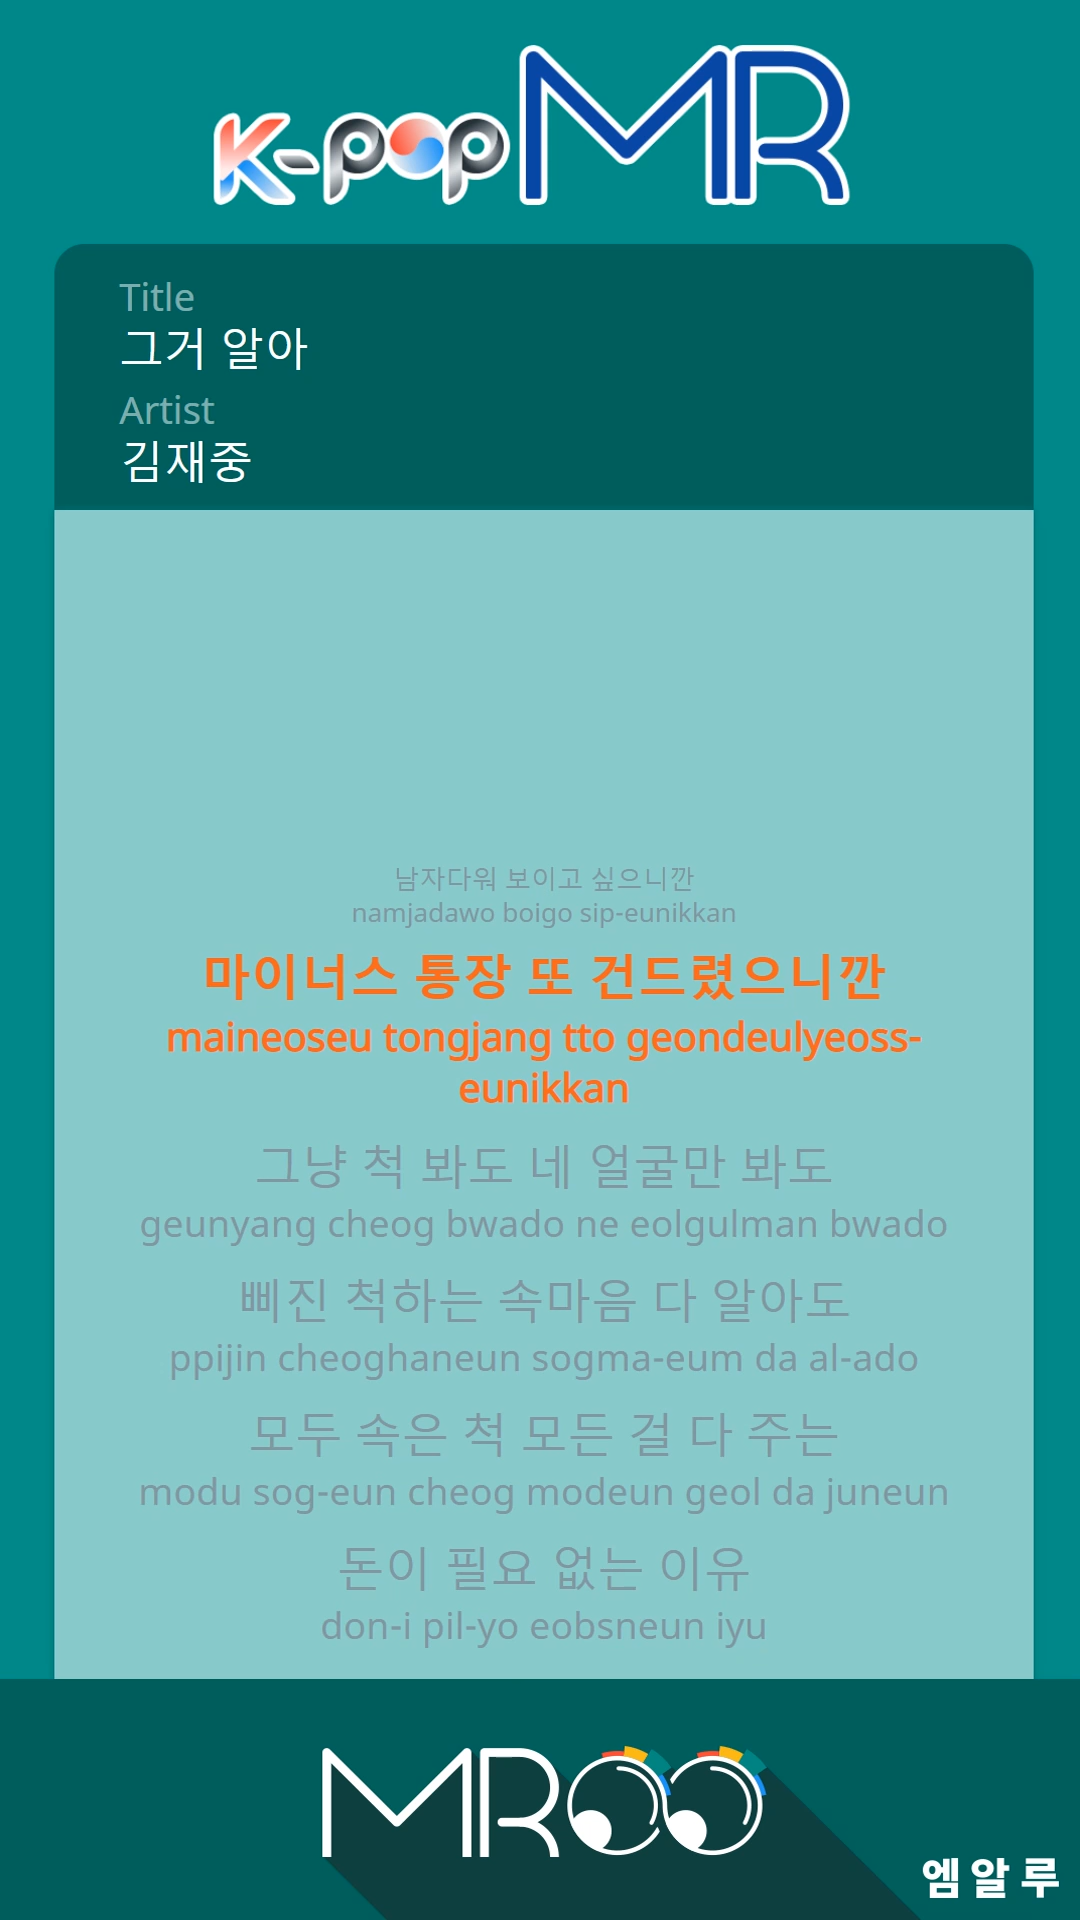 K-pop MR
Title
그거 알아
Artist
김재중
남자다워 보이고 싶으니깐
namjadawo boigo sip-eunikkan
마이너스 통장 또 건드렸으니깐
maineoseu tongjang tto geondeulyeoss-
eunikkan
그냥 척 봐도 네 얼굴만 봐도
geunyang cheog bwado ne eolgulman bwado
삐진 척하는 속마음 다 알아도
ppijin cheoghaneun sogma-eum da al-ado
모두 속은 척 모든 걸 다 주는
modu sog-eun cheog modeun geol da juneun
돈이 필요 없는 이유
don-i pil-yo eobsneun iyu
MROO
엠알루